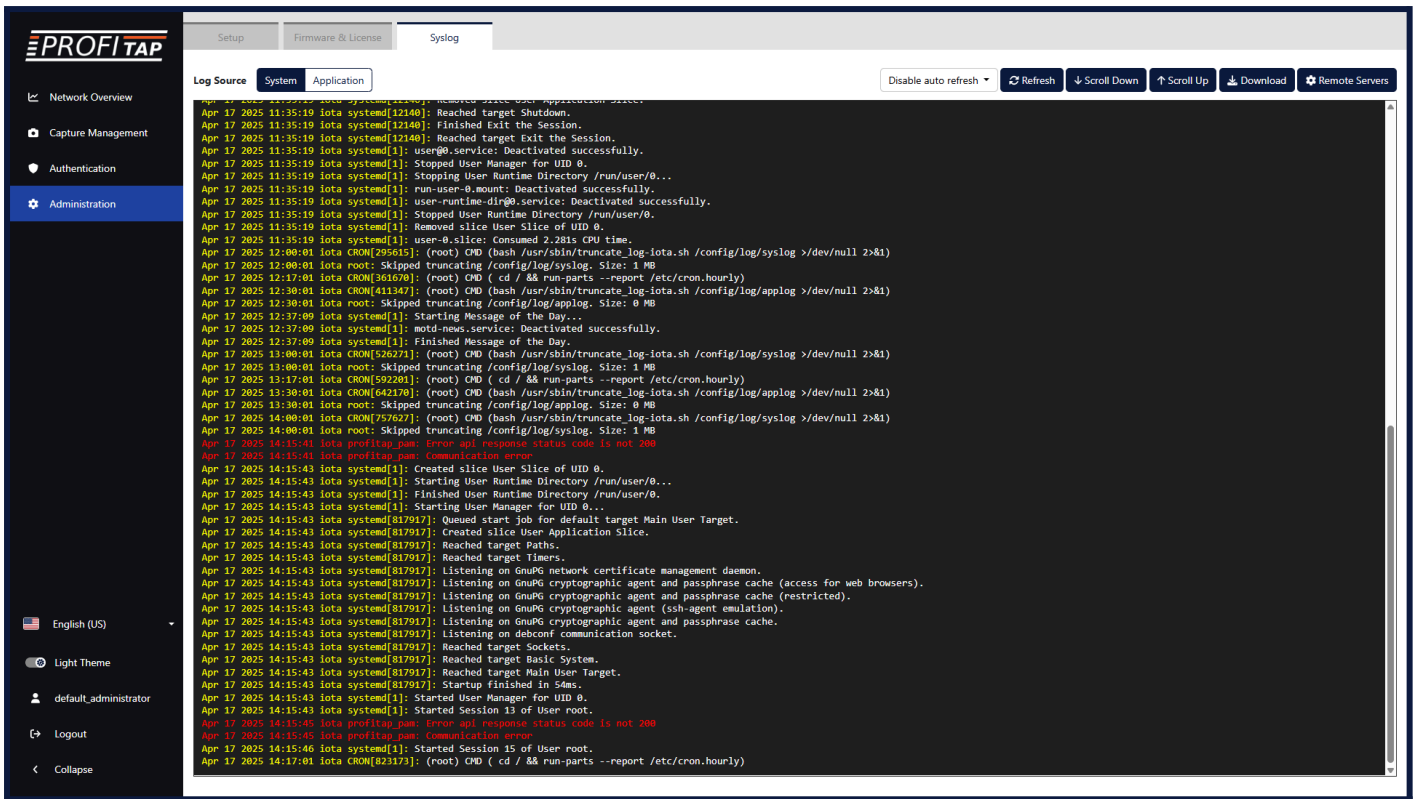 PROFITAP
Setup
Firmware & License
Syslog
Log Source
System
Application
Disable auto refresh
Refresh
Scroll Down
Scroll Up
Download
Remote Servers
Network Overview
Capture Management
Authentication
Administration
Apr 17 2025 11:35:19 iota systemd[12140]: Removed slice User Application Slice.
Apr 17 2025 11:35:19 iota systemd[12140]: Reached target Shutdown.
Apr 17 2025 11:35:19 iota systemd[12140]: Finished Exit the Session.
Apr 17 2025 11:35:19 iota systemd[12140]: Reached target Exit the Session.
Apr 17 2025 11:35:19 iota systemd[1]: user@0.service: Deactivated successfully.
Apr 17 2025 11:35:19 iota systemd[1]: Stopped User Manager for UID 0.
Apr 17 2025 11:35:19 iota systemd[1]: Stopping User Runtime Directory /run/user/0...
Apr 17 2025 11:35:19 iota systemd[1]: run-user-0.mount: Deactivated successfully.
Apr 17 2025 11:35:19 iota systemd[1]: user-runtime-dir@0.service: Deactivated successfully.
Apr 17 2025 11:35:19 iota systemd[1]: Stopped User Runtime Directory /run/user/0.
Apr 17 2025 11:35:19 iota systemd[1]: Removed slice User Slice of UID 0.
Apr 17 2025 11:35:19 iota systemd[1]: user-0.slice: Consumed 2.281s CPU time.
Apr 17 2025 12:00:01 iota CRON[295615]: (root) CMD (bash /usr/sbin/truncate_log-iota.sh /config/log/syslog >/dev/null 2>&1)
Apr 17 2025 12:00:01 iota root: Skipped truncating /config/log/syslog. Size: 1 MB
Apr 17 2025 12:17:01 iota CRON[361670]: (root) CMD ( cd / && run-parts --report /etc/cron.hourly)
Apr 17 2025 12:30:01 iota CRON[411347]: (root) CMD (bash /usr/sbin/truncate_log-iota.sh /config/log/applog >/dev/null 2>&1)
Apr 17 2025 12:30:01 iota root: Skipped truncating /config/log/applog. Size: 0 MB
Apr 17 2025 12:37:09 iota systemd[1]: Starting Message of the Day...
Apr 17 2025 12:37:09 iota systemd[1]: motd-news.service: Deactivated successfully.
Apr 17 2025 12:37:09 iota systemd[1]: Finished Message of the Day.
Apr 17 2025 13:00:01 iota CRON[526271]: (root) CMD (bash /usr/sbin/truncate_log-iota.sh /config/log/syslog >/dev/null 2>&1)
Apr 17 2025 13:00:01 iota root: Skipped truncating /config/log/syslog. Size: 1 MB
Apr 17 2025 13:17:01 iota CRON[592201]: (root) CMD ( cd / && run-parts --report /etc/cron.hourly)
Apr 17 2025 13:30:01 iota CRON[642170]: (root) CMD (bash /usr/sbin/truncate_log-iota.sh /config/log/applog >/dev/null 2>&1)
Apr 17 2025 13:30:01 iota root: Skipped truncating /config/log/applog. Size: 0 MB
Apr 17 2025 14:00:01 iota CRON[757627]: (root) CMD (bash /usr/sbin/truncate_log-iota.sh /config/log/syslog >/dev/null 2>&1)
Apr 17 2025 14:00:01 iota root: Skipped truncating /config/log/syslog. Size: 1 MB
Apr 17 2025 14:15:41 iota profitap_pam: Error api response status code is not 200
Apr 17 2025 14:15:41 iota profitap_pam: Communication error
Apr 17 2025 14:15:43 iota systemd[1]: Created slice User Slice of UID 0.
Apr 17 2025 14:15:43 iota systemd[1]: Starting User Runtime Directory /run/user/0...
Apr 17 2025 14:15:43 iota systemd[1]: Finished User Runtime Directory /run/user/0.
Apr 17 2025 14:15:43 iota systemd[1]: Starting User Manager for UID 0...
Apr 17 2025 14:15:43 iota systemd[817917]: Queued start job for default target Main User Target.
Apr 17 2025 14:15:43 iota systemd[817917]: Created slice User Application Slice.
Apr 17 2025 14:15:43 iota systemd[817917]: Reached target Paths.
Apr 17 2025 14:15:43 iota systemd[817917]: Reached target Timers.
Apr 17 2025 14:15:43 iota systemd[817917]: Listening on GnuPG network certificate management daemon.
Apr 17 2025 14:15:43 iota systemd[817917]: Listening on GnuPG cryptographic agent and passphrase cache (access for web browsers).
Apr 17 2025 14:15:43 iota systemd[817917]: Listening on GnuPG cryptographic agent and passphrase cache (restricted).
Apr 17 2025 14:15:43 iota systemd[817917]: Listening on GnuPG cryptographic agent (ssh-agent emulation).
Apr 17 2025 14:15:43 iota systemd[817917]: Listening on GnuPG cryptographic agent and passphrase cache.
Apr 17 2025 14:15:43 iota systemd[817917]: Listening on debconf communication socket.
Apr 17 2025 14:15:43 iota systemd[817917]: Reached target Sockets.
Apr 17 2025 14:15:43 iota systemd[817917]: Reached target Basic System.
Apr 17 2025 14:15:43 iota systemd[817917]: Reached target Main User Target.
Apr 17 2025 14:15:43 iota systemd[817917]: Startup finished in 54ms.
Apr 17 2025 14:15:43 iota systemd[1]: Started User Manager for UID 0.
Apr 17 2025 14:15:43 iota systemd[1]: Started Session 13 of User root.
Apr 17 2025 14:15:45 iota profitap_pam: Error api response status code is not 200
Apr 17 2025 14:15:45 iota profitap_pam: Communication error
Apr 17 2025 14:15:46 iota systemd[1]: Started Session 15 of User root.
Apr 17 2025 14:17:01 iota CRON[823173]: (root) CMD ( cd / && run-parts --report /etc/cron.hourly)
English (US)
Light Theme
default_administrator
Logout
Collapse